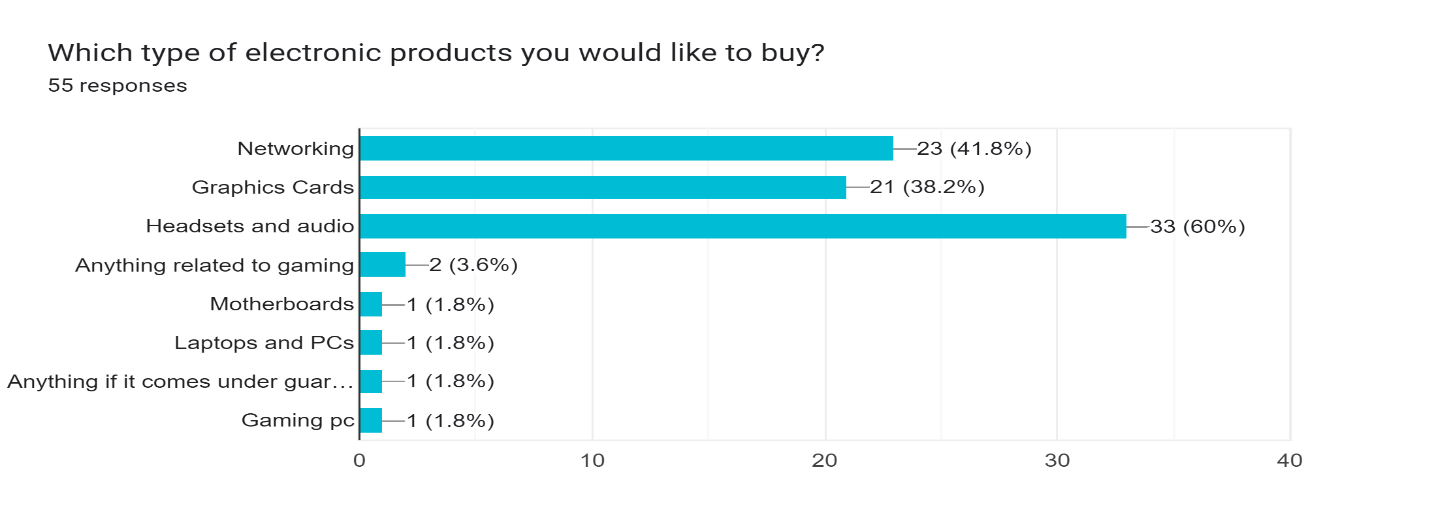 Which type of electronic products you would like to buy?
55 responses
Networking 23 (41.8%)
Graphics Cards 21 (38.2%)
Headsets and audio 33 (60%)
Anything related to gaming 2 (3.6%)
Motherboards 1 (1.8%)
Laptops and PCs 1 (1.8%)
Anything if it comes under guar… 1 (1.8%)
Gaming pc 1 (1.8%)
0 10 20 30 40